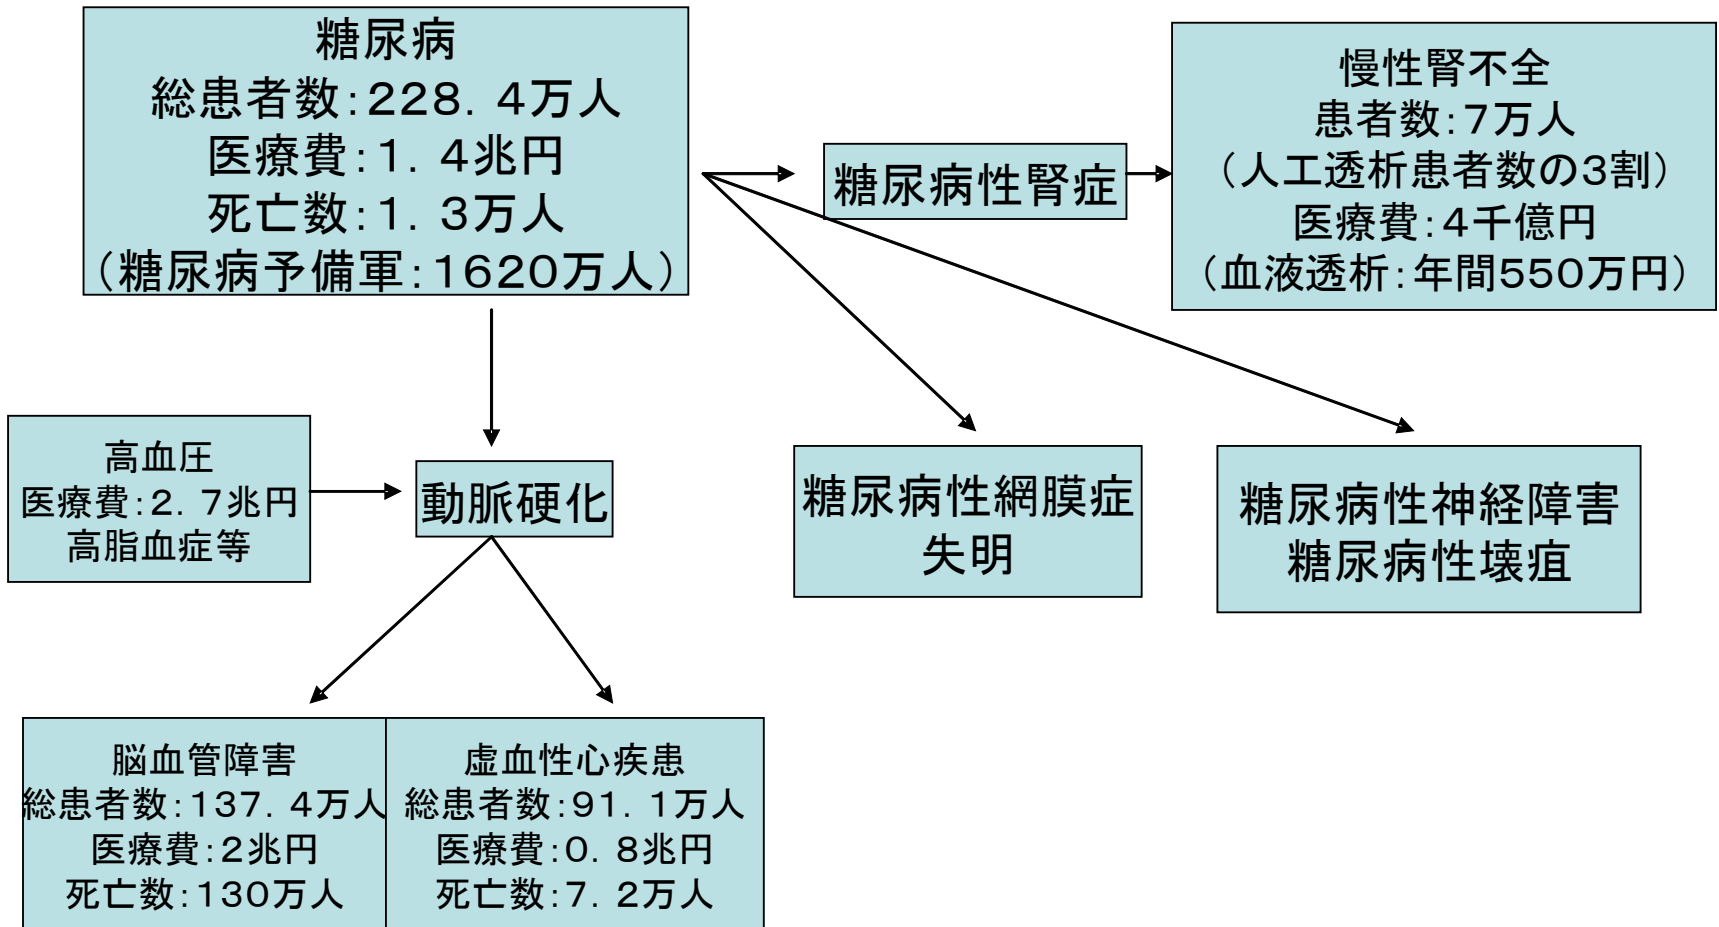 糖尿病
総患者数:228.4万人
医療費:1.4兆円
死亡数:1.3万人
(糖尿病予備軍:1620万人)
慢性腎不全
患者数:7万人
(人工透析患者数の3割)
医療費:4千億円
(血液透析:年間550万円)
糖尿病性腎症
高血圧
医療費:2.7兆円
高脂血症等
動脈硬化
糖尿病性網膜症
失明
糖尿病性神経障害
糖尿病性壊疽
脳血管障害
総患者数:137.4万人
医療費:2兆円
死亡数:130万人
虚血性心疾患
総患者数:91.1万人
医療費:0.8兆円
死亡数:7.2万人